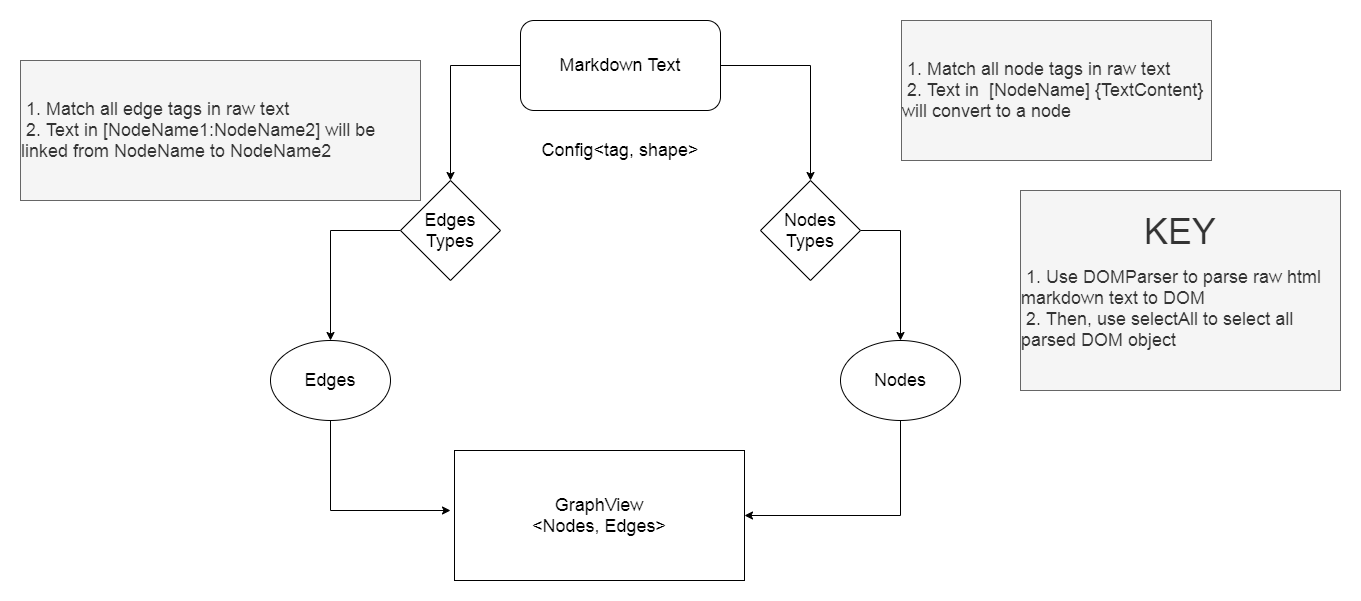 Markdown Text
1. Match all edge tags in raw text
2. Text in [NodeName1:NodeName2] will be
linked from NodeName to NodeName2
1. Match all node tags in raw text
2. Text in  [NodeName] {TextContent}
will convert to a node
Config<tag, shape>
Edges
Types
Nodes
Types
KEY
1. Use DOMParser to parse raw html
markdown text to DOM
2. Then, use selectAll to select all
parsed DOM object
Edges
Nodes
GraphView
<Nodes, Edges>